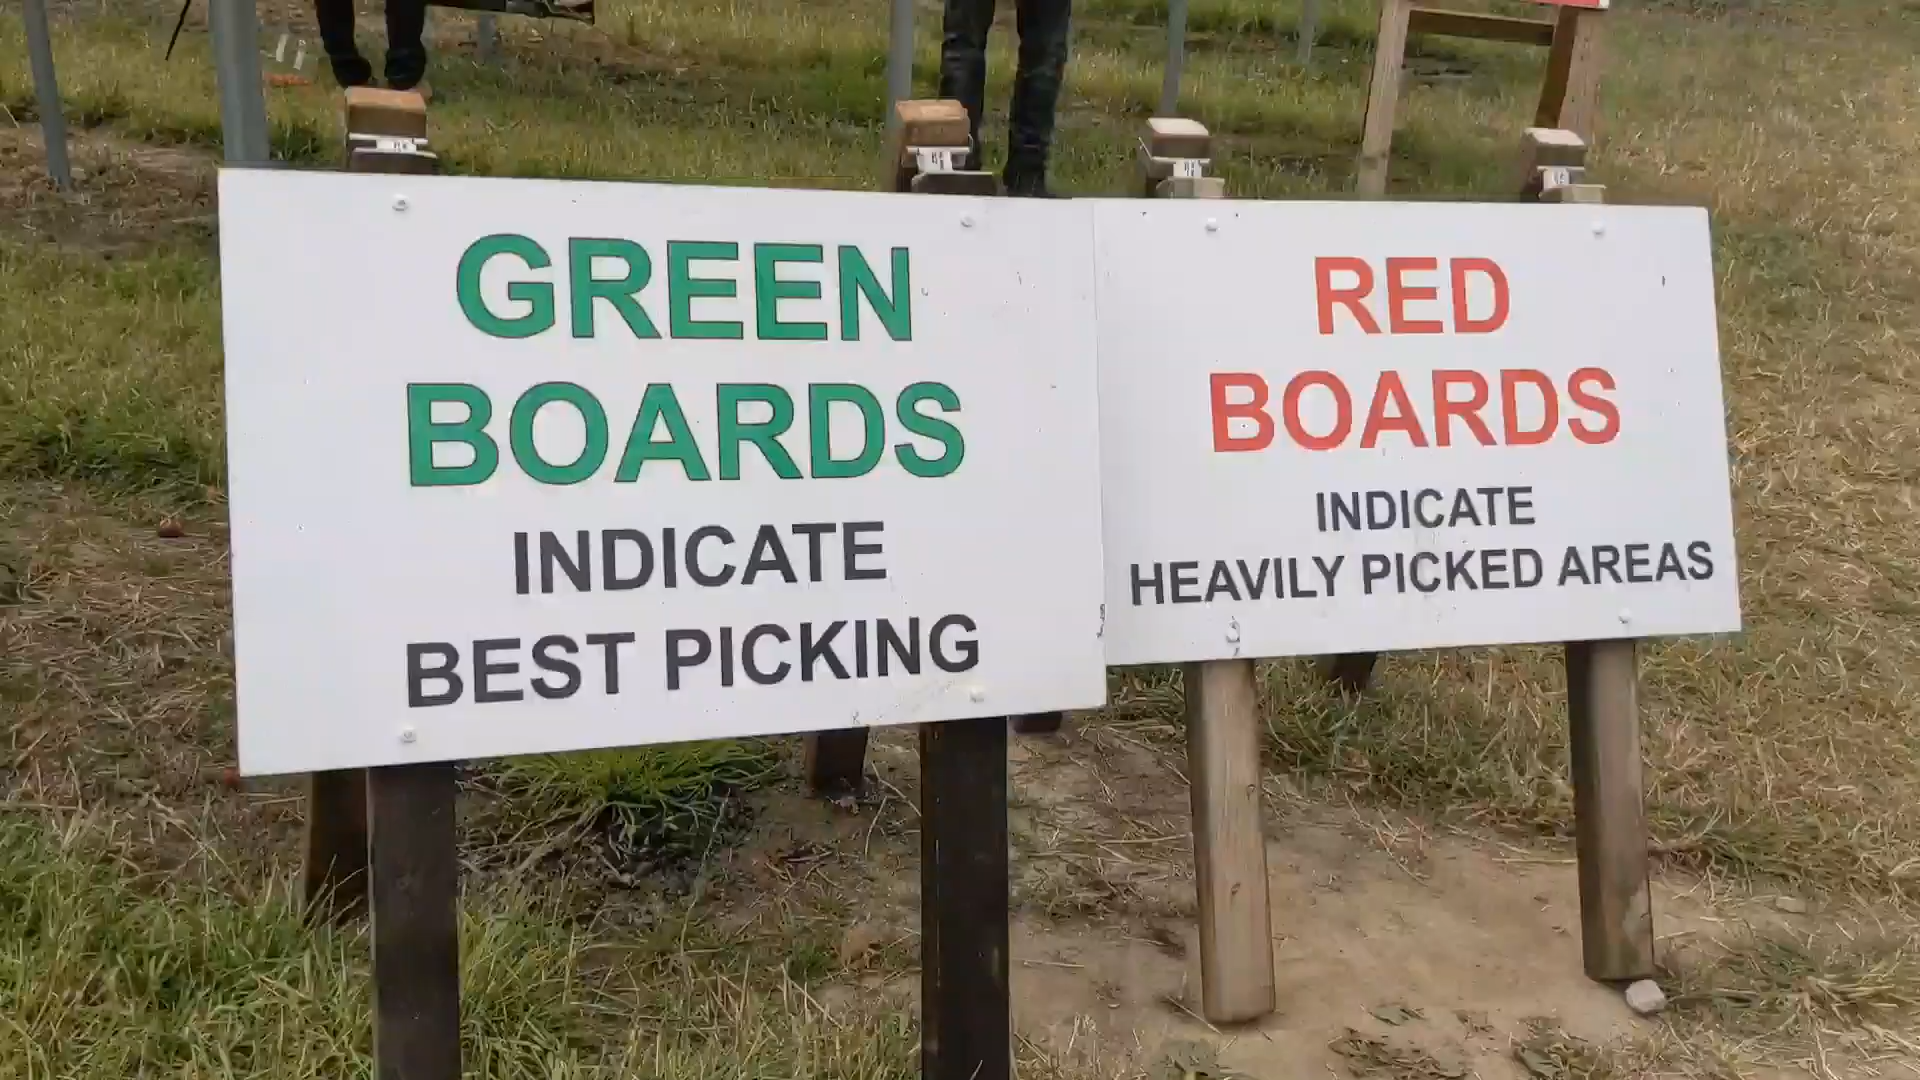 GREEN
BOARDS
INDICATE
BEST PICKING
RED
BOARDS
INDICATE
HEAVILY PICKED AREAS